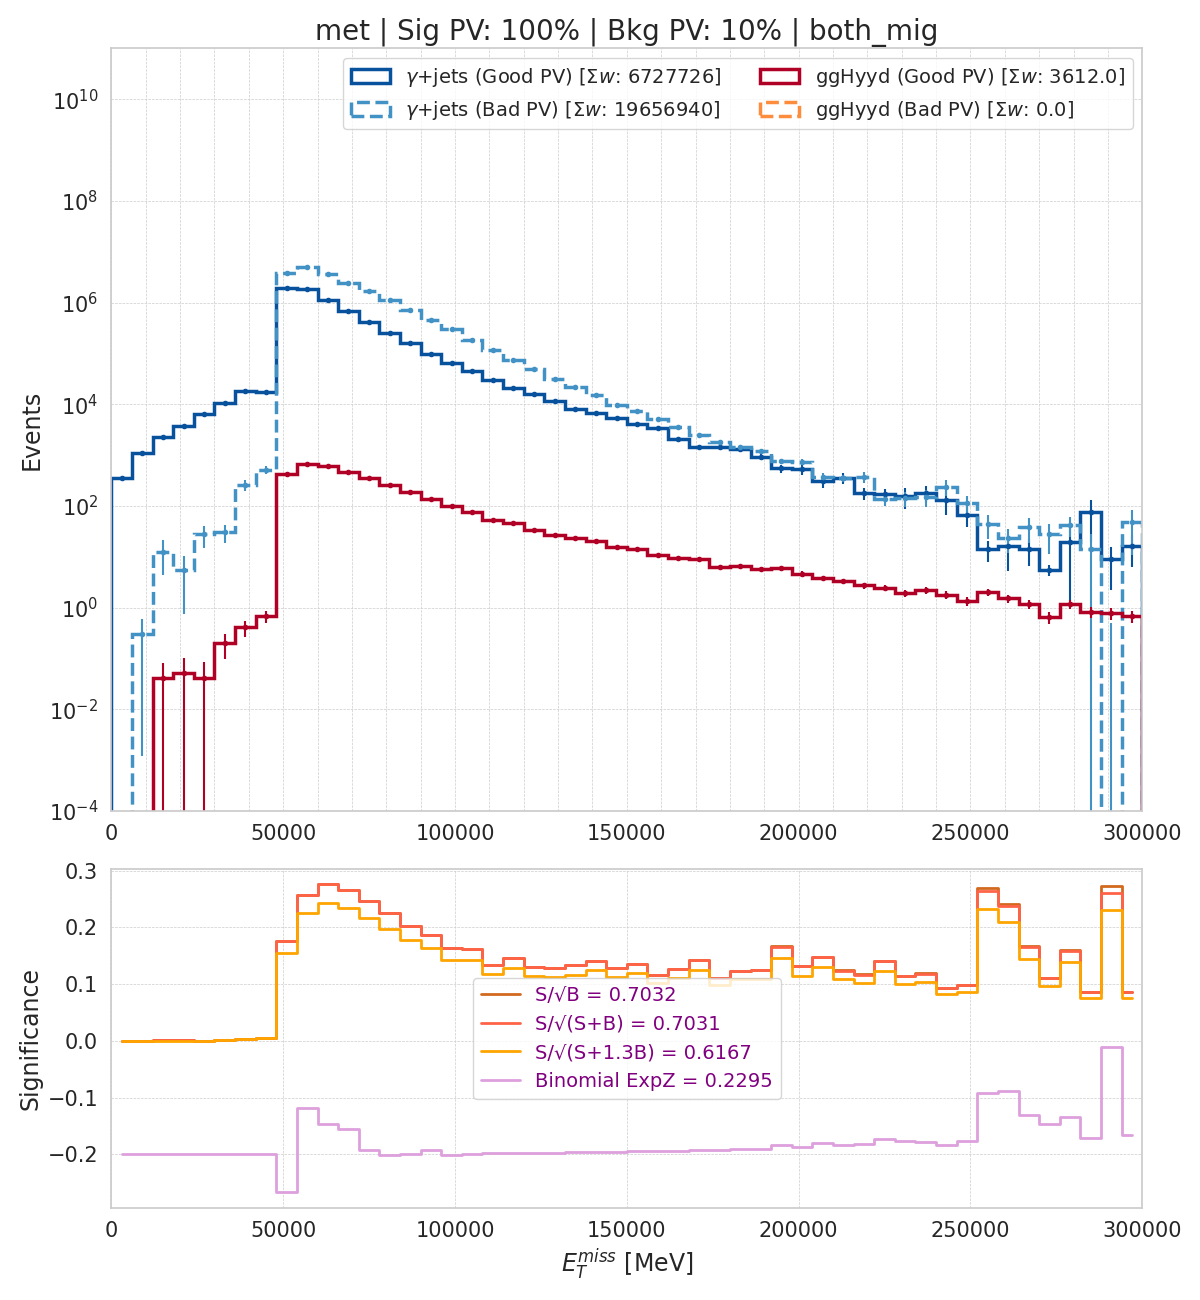 met | Sig PV: 100% | Bkg PV: 10% | both_mig
γ+jets (Good PV) [Σw: 6727726]
γ+jets (Bad PV) [Σw: 19656940]
ggHyyd (Good PV) [Σw: 3612.0]
ggHyyd (Bad PV) [Σw: 0.0]
Events
10^10
10^8
10^6
10^4
10^2
10^0
10^−2
10^−4
0 50000 100000 150000 200000 250000 300000
Significance
0.3
0.2
0.1
0.0
−0.1
−0.2
S/√B = 0.7032
S/√(S+B) = 0.7031
S/√(S+1.3B) = 0.6167
Binomial ExpZ = 0.2295
0 50000 100000 150000 200000 250000 300000
E_T^miss [MeV]